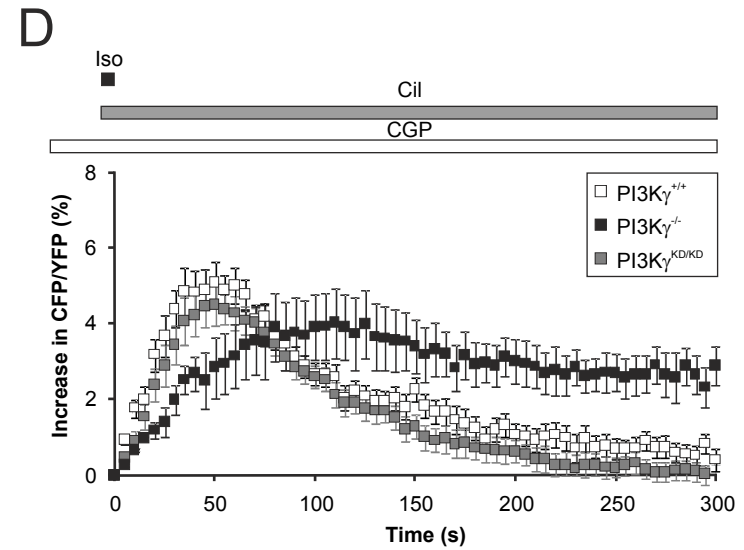 D
Iso
Cil
CGP
8
6
4
2
0
Increase in CFP/YFP (%)
PI3Kγ+/+
PI3Kγ-/-
PI3KγKD/KD
0 50 100 150 200 250 300
Time (s)